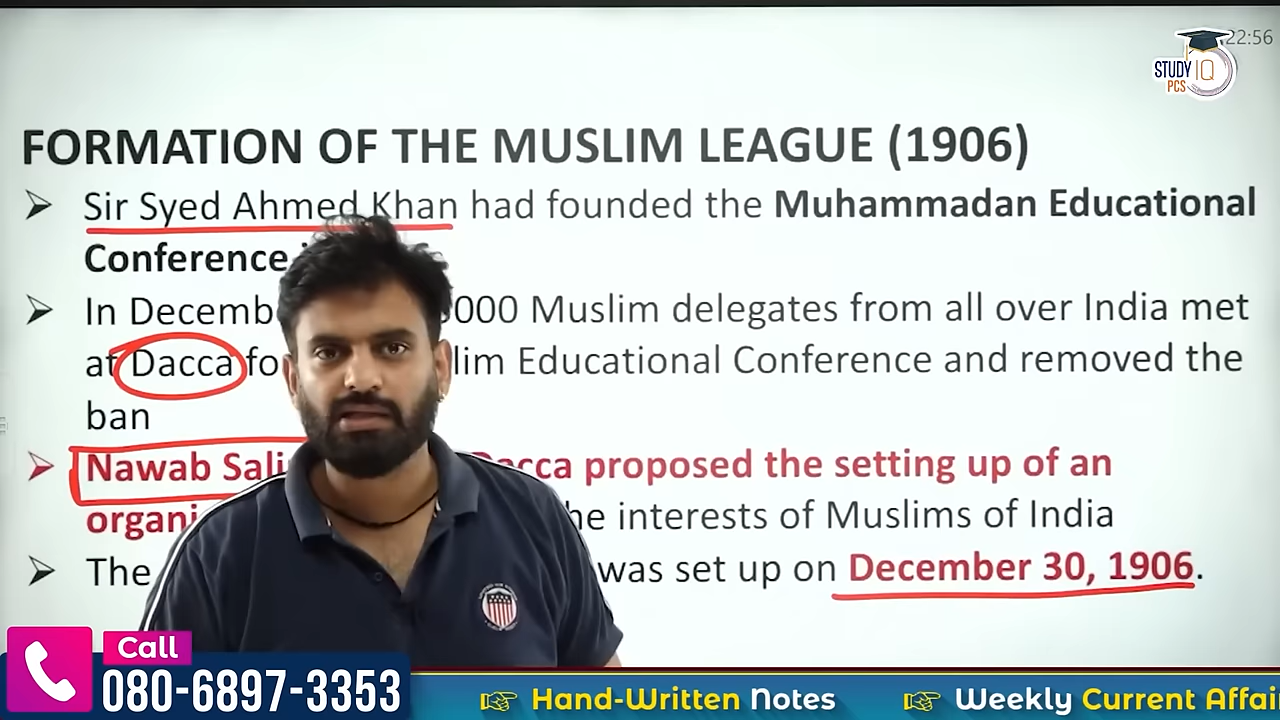 22:56
STUDY IQ
PCS
FORMATION OF THE MUSLIM LEAGUE (1906)
Sir Syed Ahmed Khan had founded the Muhammadan Educational
Conference
In Decemb 000 Muslim delegates from all over India met
at Dacca fo lim Educational Conference and removed the
ban
Nawab Sali Dacca proposed the setting up of an
organi he interests of Muslims of India
The was set up on December 30, 1906.
Call
080-6897-3353
Hand-Written Notes Weekly Current Affai